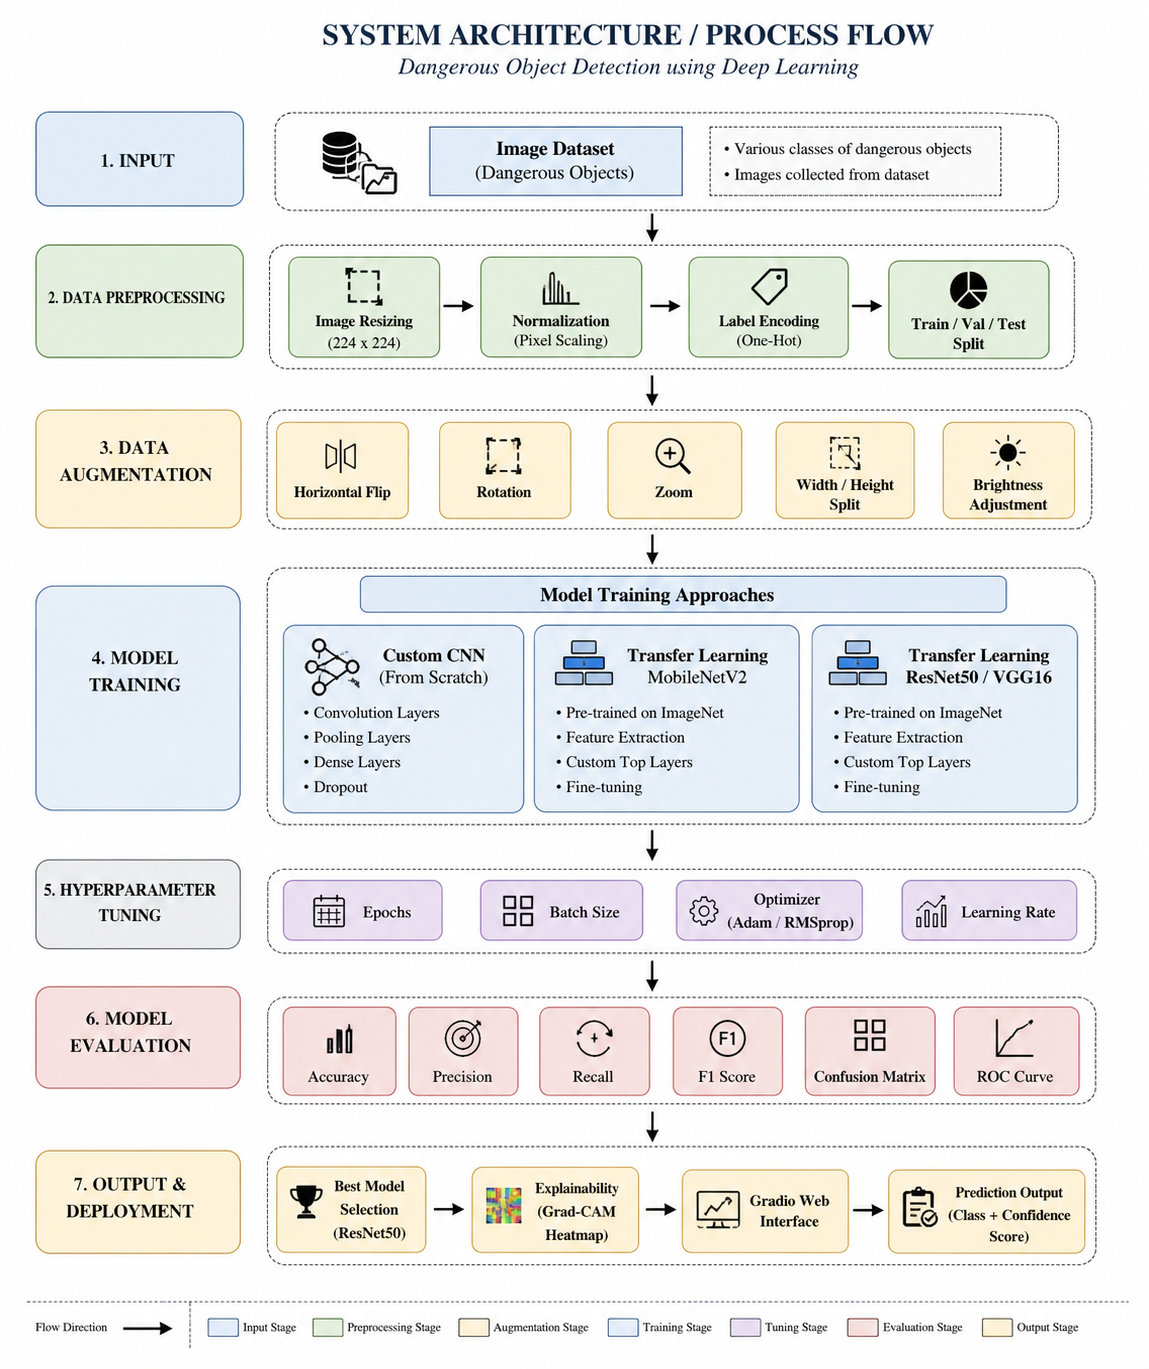 SYSTEM ARCHITECTURE / PROCESS FLOW
Dangerous Object Detection using Deep Learning
1. INPUT
Image Dataset
(Dangerous Objects)
• Various classes of dangerous objects
• Images collected from dataset
2. DATA PREPROCESSING
Image Resizing
(224 x 224)
Normalization
(Pixel Scaling)
Label Encoding
(One-Hot)
Train / Val / Test
Split
3. DATA
AUGMENTATION
Horizontal Flip
Rotation
Zoom
Width / Height
Split
Brightness
Adjustment
4. MODEL
TRAINING
Model Training Approaches
Custom CNN
(From Scratch)
• Convolution Layers
• Pooling Layers
• Dense Layers
• Dropout
Transfer Learning
MobileNetV2
• Pre-trained on ImageNet
• Feature Extraction
• Custom Top Layers
• Fine-tuning
Transfer Learning
ResNet50 / VGG16
• Pre-trained on ImageNet
• Feature Extraction
• Custom Top Layers
• Fine-tuning
5. HYPERPARAMETER
TUNING
Epochs
Batch Size
Optimizer
(Adam / RMSprop)
Learning Rate
6. MODEL
EVALUATION
Accuracy
Precision
Recall
F1
F1 Score
Confusion Matrix
ROC Curve
7. OUTPUT &
DEPLOYMENT
Best Model
Selection
(ResNet50)
Explainability
(Grad-CAM
Heatmap)
Gradio Web
Interface
Prediction Output
(Class + Confidence
Score)
Flow Direction
Input Stage
Preprocessing Stage
Augmentation Stage
Training Stage
Tuning Stage
Evaluation Stage
Output Stage